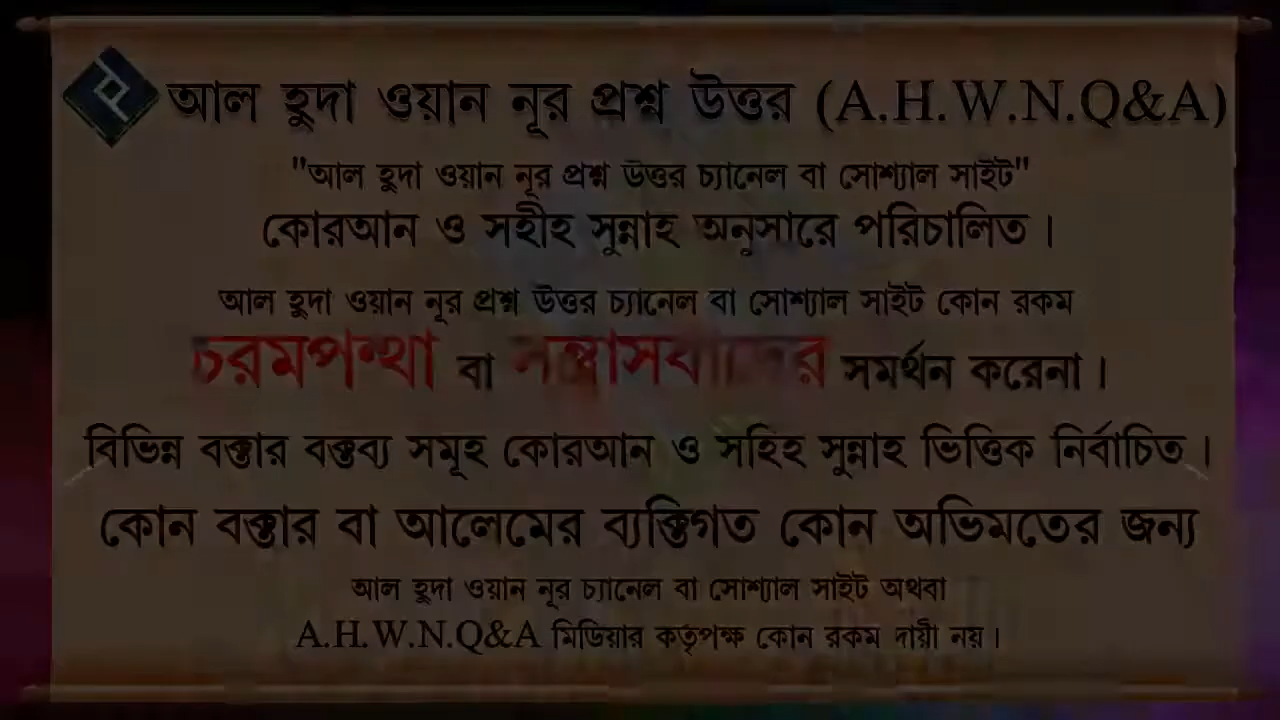 আল হুদা ওয়ান নূর প্রশ্ন উত্তর (A.H.W.N.Q&A)
"আল হুদা ওয়ান নূর প্রশ্ন উত্তর চ্যানেল বা সোশ্যাল সাইট"
কোরআন ও সহীহ সুন্নাহ অনুসারে পরিচালিত।
আল হুদা ওয়ান নূর প্রশ্ন উত্তর চ্যানেল বা সোশ্যাল সাইট কোন রকম
চরমপন্থা বা সন্ত্রাসবাদের সমর্থন করেনা।
বিভিন্ন বক্তার বক্তব্য সমূহ কোরআন ও সহিহ সুন্নাহ ভিত্তিক নির্বাচিত।
কোন বক্তার বা আলেমের ব্যক্তিগত কোন অভিমতের জন্য
আল হুদা ওয়ান নূর চ্যানেল বা সোশ্যাল সাইট অথবা
A.H.W.N.Q&A মিডিয়ার কর্তৃপক্ষ কোন রকম দায়ী নয়।